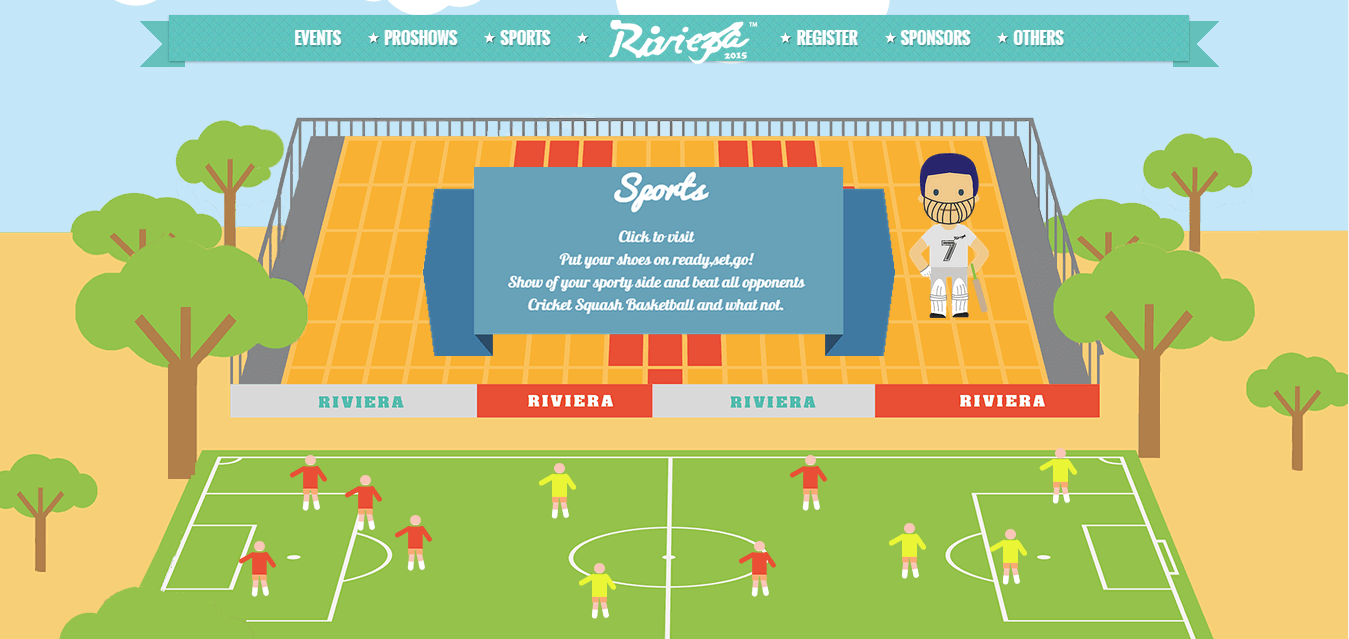 EVENTS ★ PROSHOWS ★ SPORTS ★ Riviera ™ 2015 ★ REGISTER ★ SPONSORS ★ OTHERS
Sports
Click to visit
Put your shoes on ready,set,go!
Show of your sporty side and beat all opponents
Cricket Squash Basketball and what not.
7
RIVIERA RIVIERA RIVIERA RIVIERA